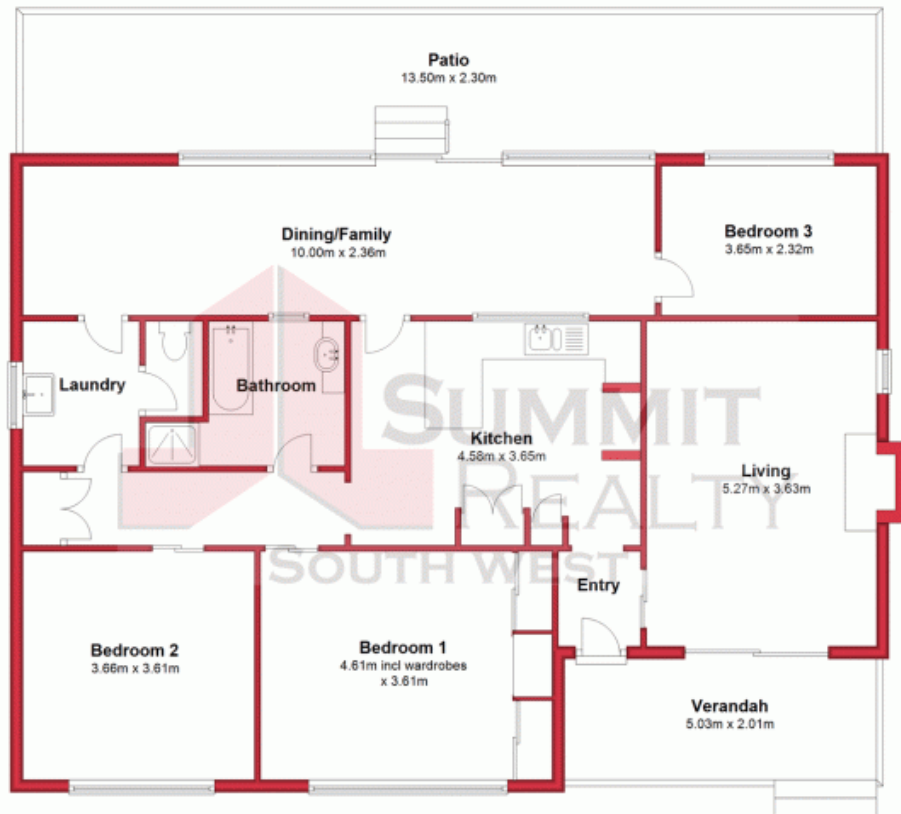 Patio
13.50m x 2.30m
Dining/Family
10.00m x 2.36m
Bedroom 3
3.65m x 2.32m
Laundry
Bathroom
Kitchen
4.58m x 3.65m
Living
5.27m x 3.63m
SUMMIT
REALTY
SOUTH WEST
Entry
Bedroom 2
3.66m x 3.61m
Bedroom 1
4.61m incl wardrobes
x 3.61m
Verandah
5.03m x 2.01m